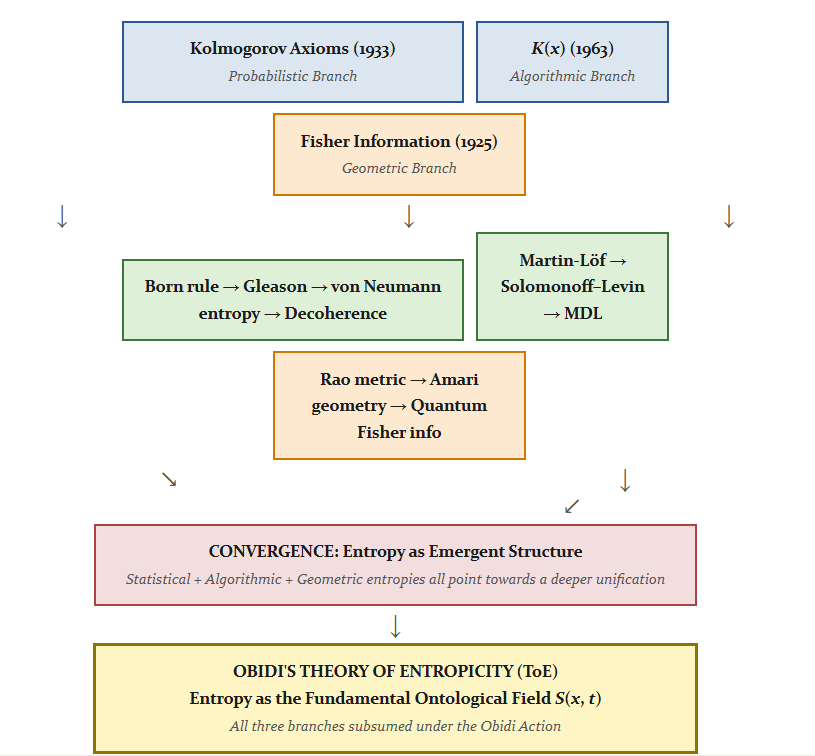 Kolmogorov Axioms (1933)
Probabilistic Branch
K(x) (1963)
Algorithmic Branch
Fisher Information (1925)
Geometric Branch
↓ ↓ ↓
Born rule → Gleason → von Neumann
entropy → Decoherence
Martin-Löf →
Solomonoff–Levin
→ MDL
Rao metric → Amari
geometry → Quantum
Fisher info
↘ ↓
↙
CONVERGENCE: Entropy as Emergent Structure
Statistical + Algorithmic + Geometric entropies all point towards a deeper unification
↓
OBIDI'S THEORY OF ENTROPICITY (ToE)
Entropy as the Fundamental Ontological Field S(x, t)
All three branches subsumed under the Obidi Action